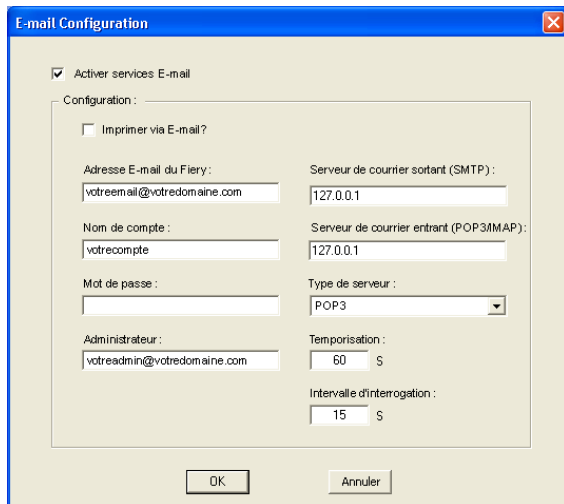 E-mail Configuration
Activer services E-mail
Configuration :
Imprimer via E-mail?
Adresse E-mail du Fiery :
votreemail@votredomaine.com
Serveur de courrier sortant (SMTP) :
127.0.0.1
Nom de compte :
votrecompte
Serveur de courrier entrant (POP3/IMAP) :
127.0.0.1
Mot de passe :
Type de serveur :
POP3
Administrateur :
votreadmin@votredomaine.com
Temporisation :
60 S
Intervalle d'interrogation :
15 S
OK
Annuler